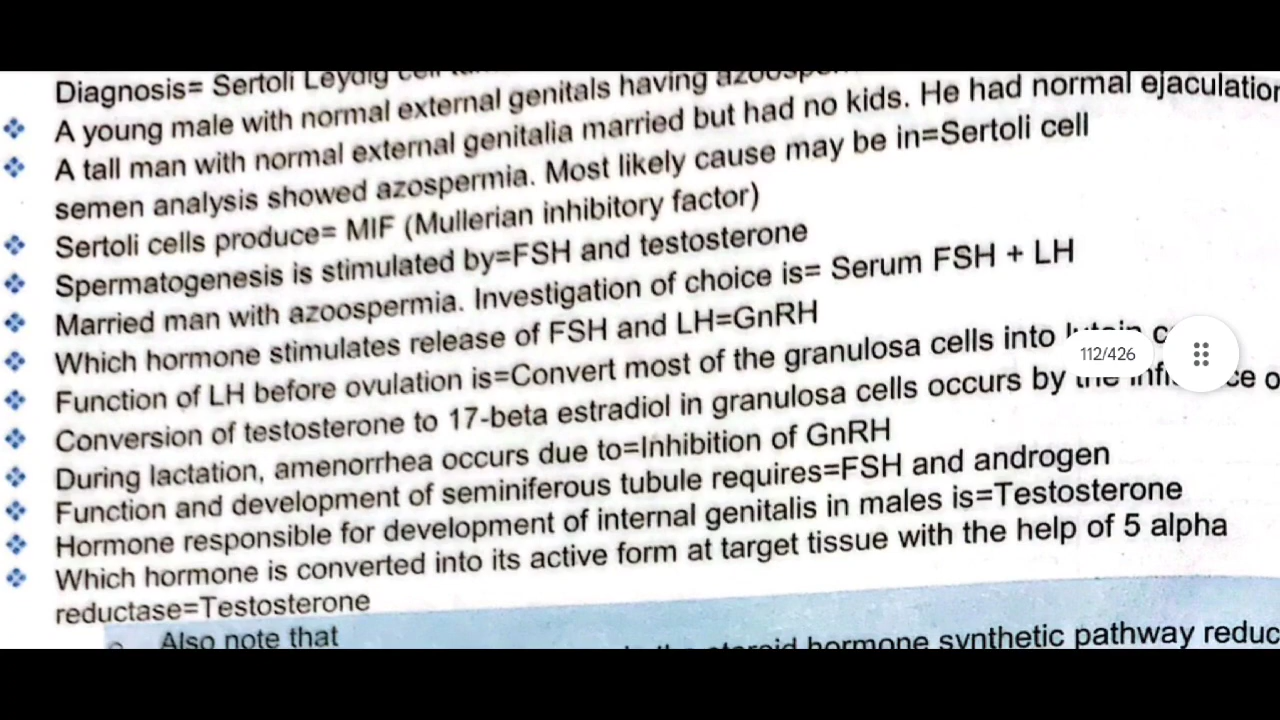 Diagnosis= Sertoli Leydig cell
A young male with normal external genitals having
A tall man with normal external genitalia married but had no kids. He had normal ejaculation
semen analysis showed azospermia. Most likely cause may be in=Sertoli cell
Sertoli cells produce= MIF (Mullerian inhibitory factor)
Spermatogenesis is stimulated by=FSH and testosterone
Married man with azoospermia. Investigation of choice is= Serum FSH + LH
Which hormone stimulates release of FSH and LH=GnRH
Function of LH before ovulation is=Convert most of the granulosa cells into lutein
Conversion of testosterone to 17-beta estradiol in granulosa cells occurs by the
During lactation, amenorrhea occurs due to=Inhibition of GnRH
Function and development of seminiferous tubule requires=FSH and androgen
Hormone responsible for development of internal genitalis in males is=Testosterone
Which hormone is converted into its active form at target tissue with the help of 5 alpha
reductase=Testosterone
Also note that
steroid hormone synthetic pathway
112/426